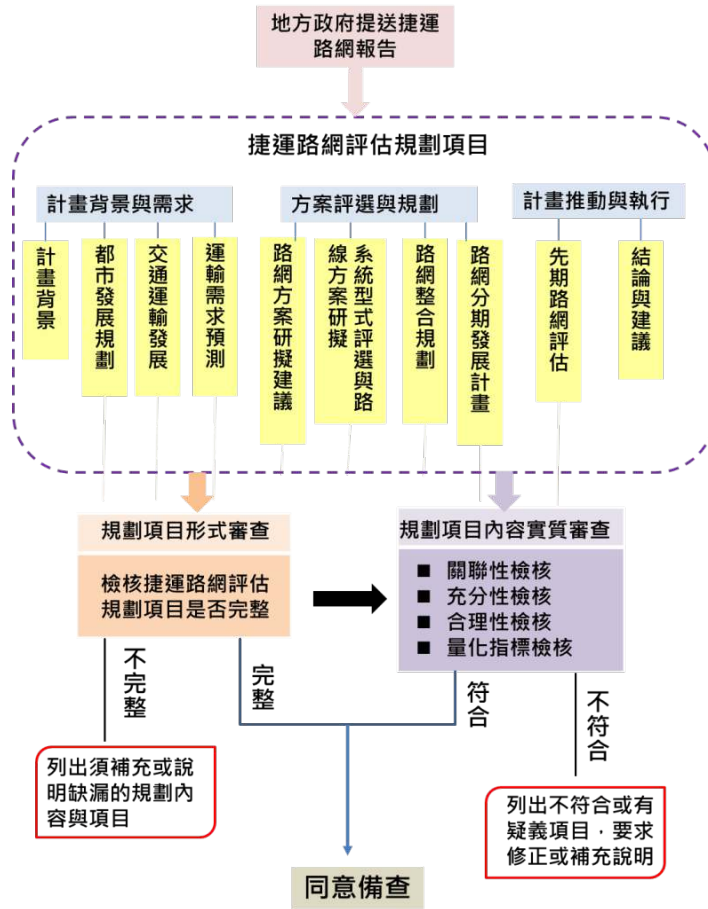 地方政府提送捷運
路網報告
捷運路網評估規劃項目
計畫背景與需求
方案評選與規劃
計畫推動與執行
計畫背景
都市發展規劃
交通運輸發展
運輸需求預測
路網方案研擬建議
系統型式評選與路
線方案研擬
路網整合規劃
路網分期發展計畫
先期路網評估
結論與建議
規劃項目形式審查
檢核捷運路網評估
規劃項目是否完整
規劃項目內容實質審查
■ 關聯性檢核
■ 充分性檢核
■ 合理性檢核
■ 量化指標檢核
不完整
完整
符合
不符合
列出須補充或說
明缺漏的規劃內
容與項目
列出不符合或有
疑義項目，要求
修正或補充說明
同意備查